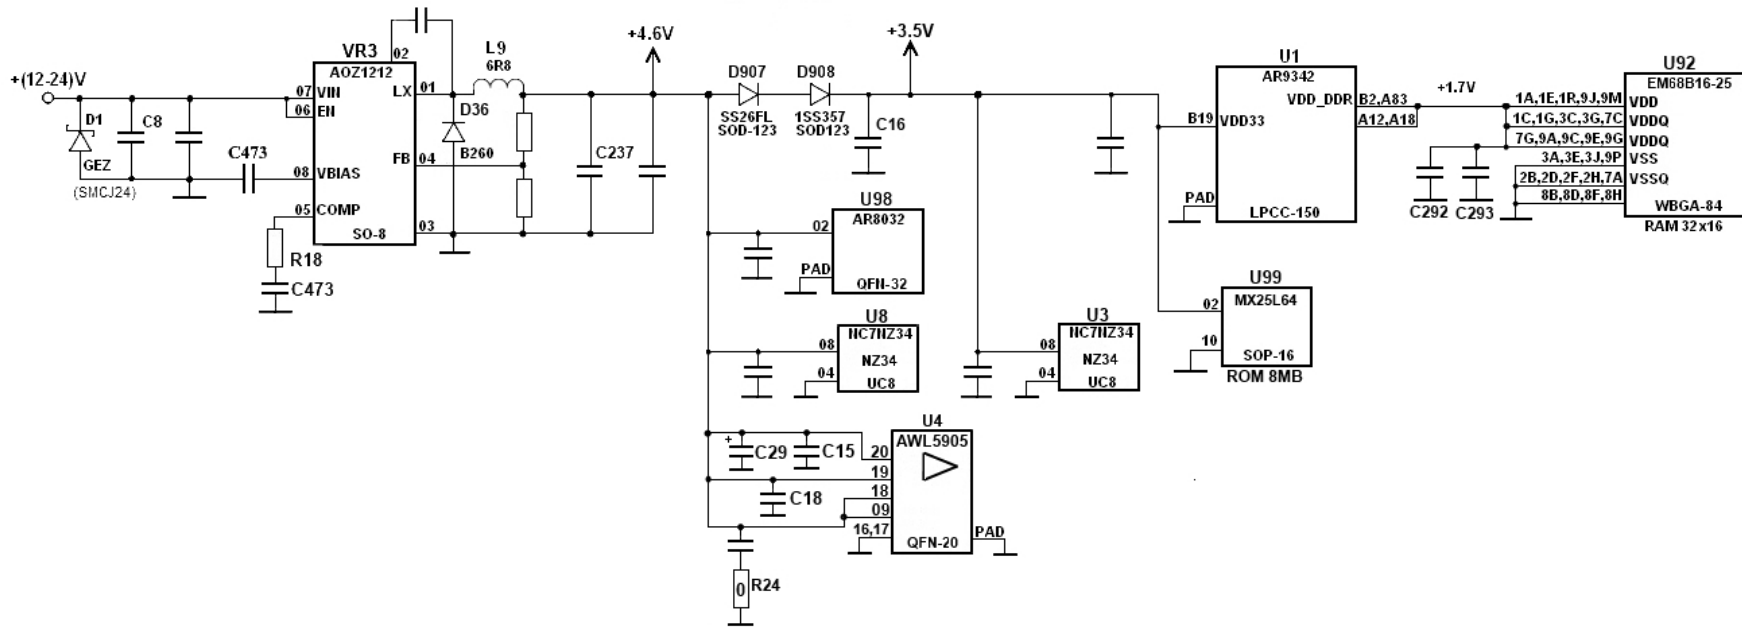 +(12-24)V
D1
GEZ
(SMCJ24)
C8
C473
VR3
AOZ1212
02
07 VIN
06 EN
LX 01
FB 04
08 VBIAS
05 COMP
03
SO-8
R18
C473
L9
6R8
D36
B260
C237
+4.6V
D907
SS26FL
SOD-123
D908
1SS357
SOD123
+3.5V
C16
U98
AR8032
02
PAD
QFN-32
U8
NC7NZ34
08
NZ34
04
UC8
U4
AWL5905
C29
+
C15
20
19
C18
18
09
16,17
QFN-20
PAD
0
R24
U3
NC7NZ34
08
NZ34
04
UC8
U1
AR9342
VDD_DDR B2,A83
A12,A18
B19 VDD33
PAD
LPCC-150
U99
MX25L64
02
10
SOP-16
ROM 8MB
+1.7V
C292
C293
U92
EM68B16-25
1A,1E,1R,9J,9M VDD
1C,1G,3C,3G,7C VDDQ
7G,9A,9C,9E,9G VDDQ
3A,3E,3J,9P VSS
2B,2D,2F,2H,7A VSSQ
8B,8D,8F,8H
WBGA-84
RAM 32x16